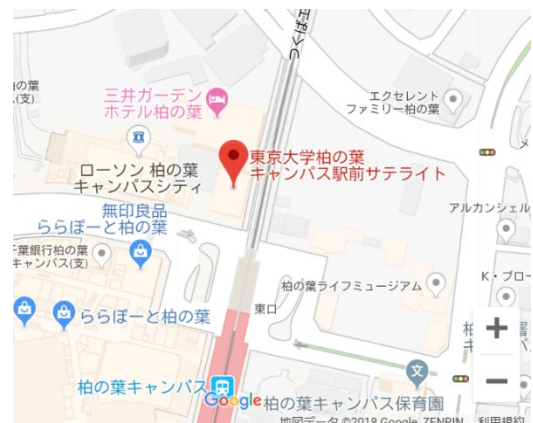 の葉
(支)
三井ガーデン
ホテル柏の葉
エクセレント
ファミリー柏の葉
東京大学柏の葉
キャンパス駅前サテライト
ローソン 柏の葉
キャンパスシティ
無印良品
ららぽーと柏の葉
アルカンシェル
葉銀行柏の葉
キャンパス(支)
柏の葉ライフミュージアム
K・ブロー
東口
ららぽーと柏の葉
文
+
−
柏の葉キャンパス
Google
柏の葉キャンパス保育園
地図データ ©2018 Google, ZENRIN
利用規約